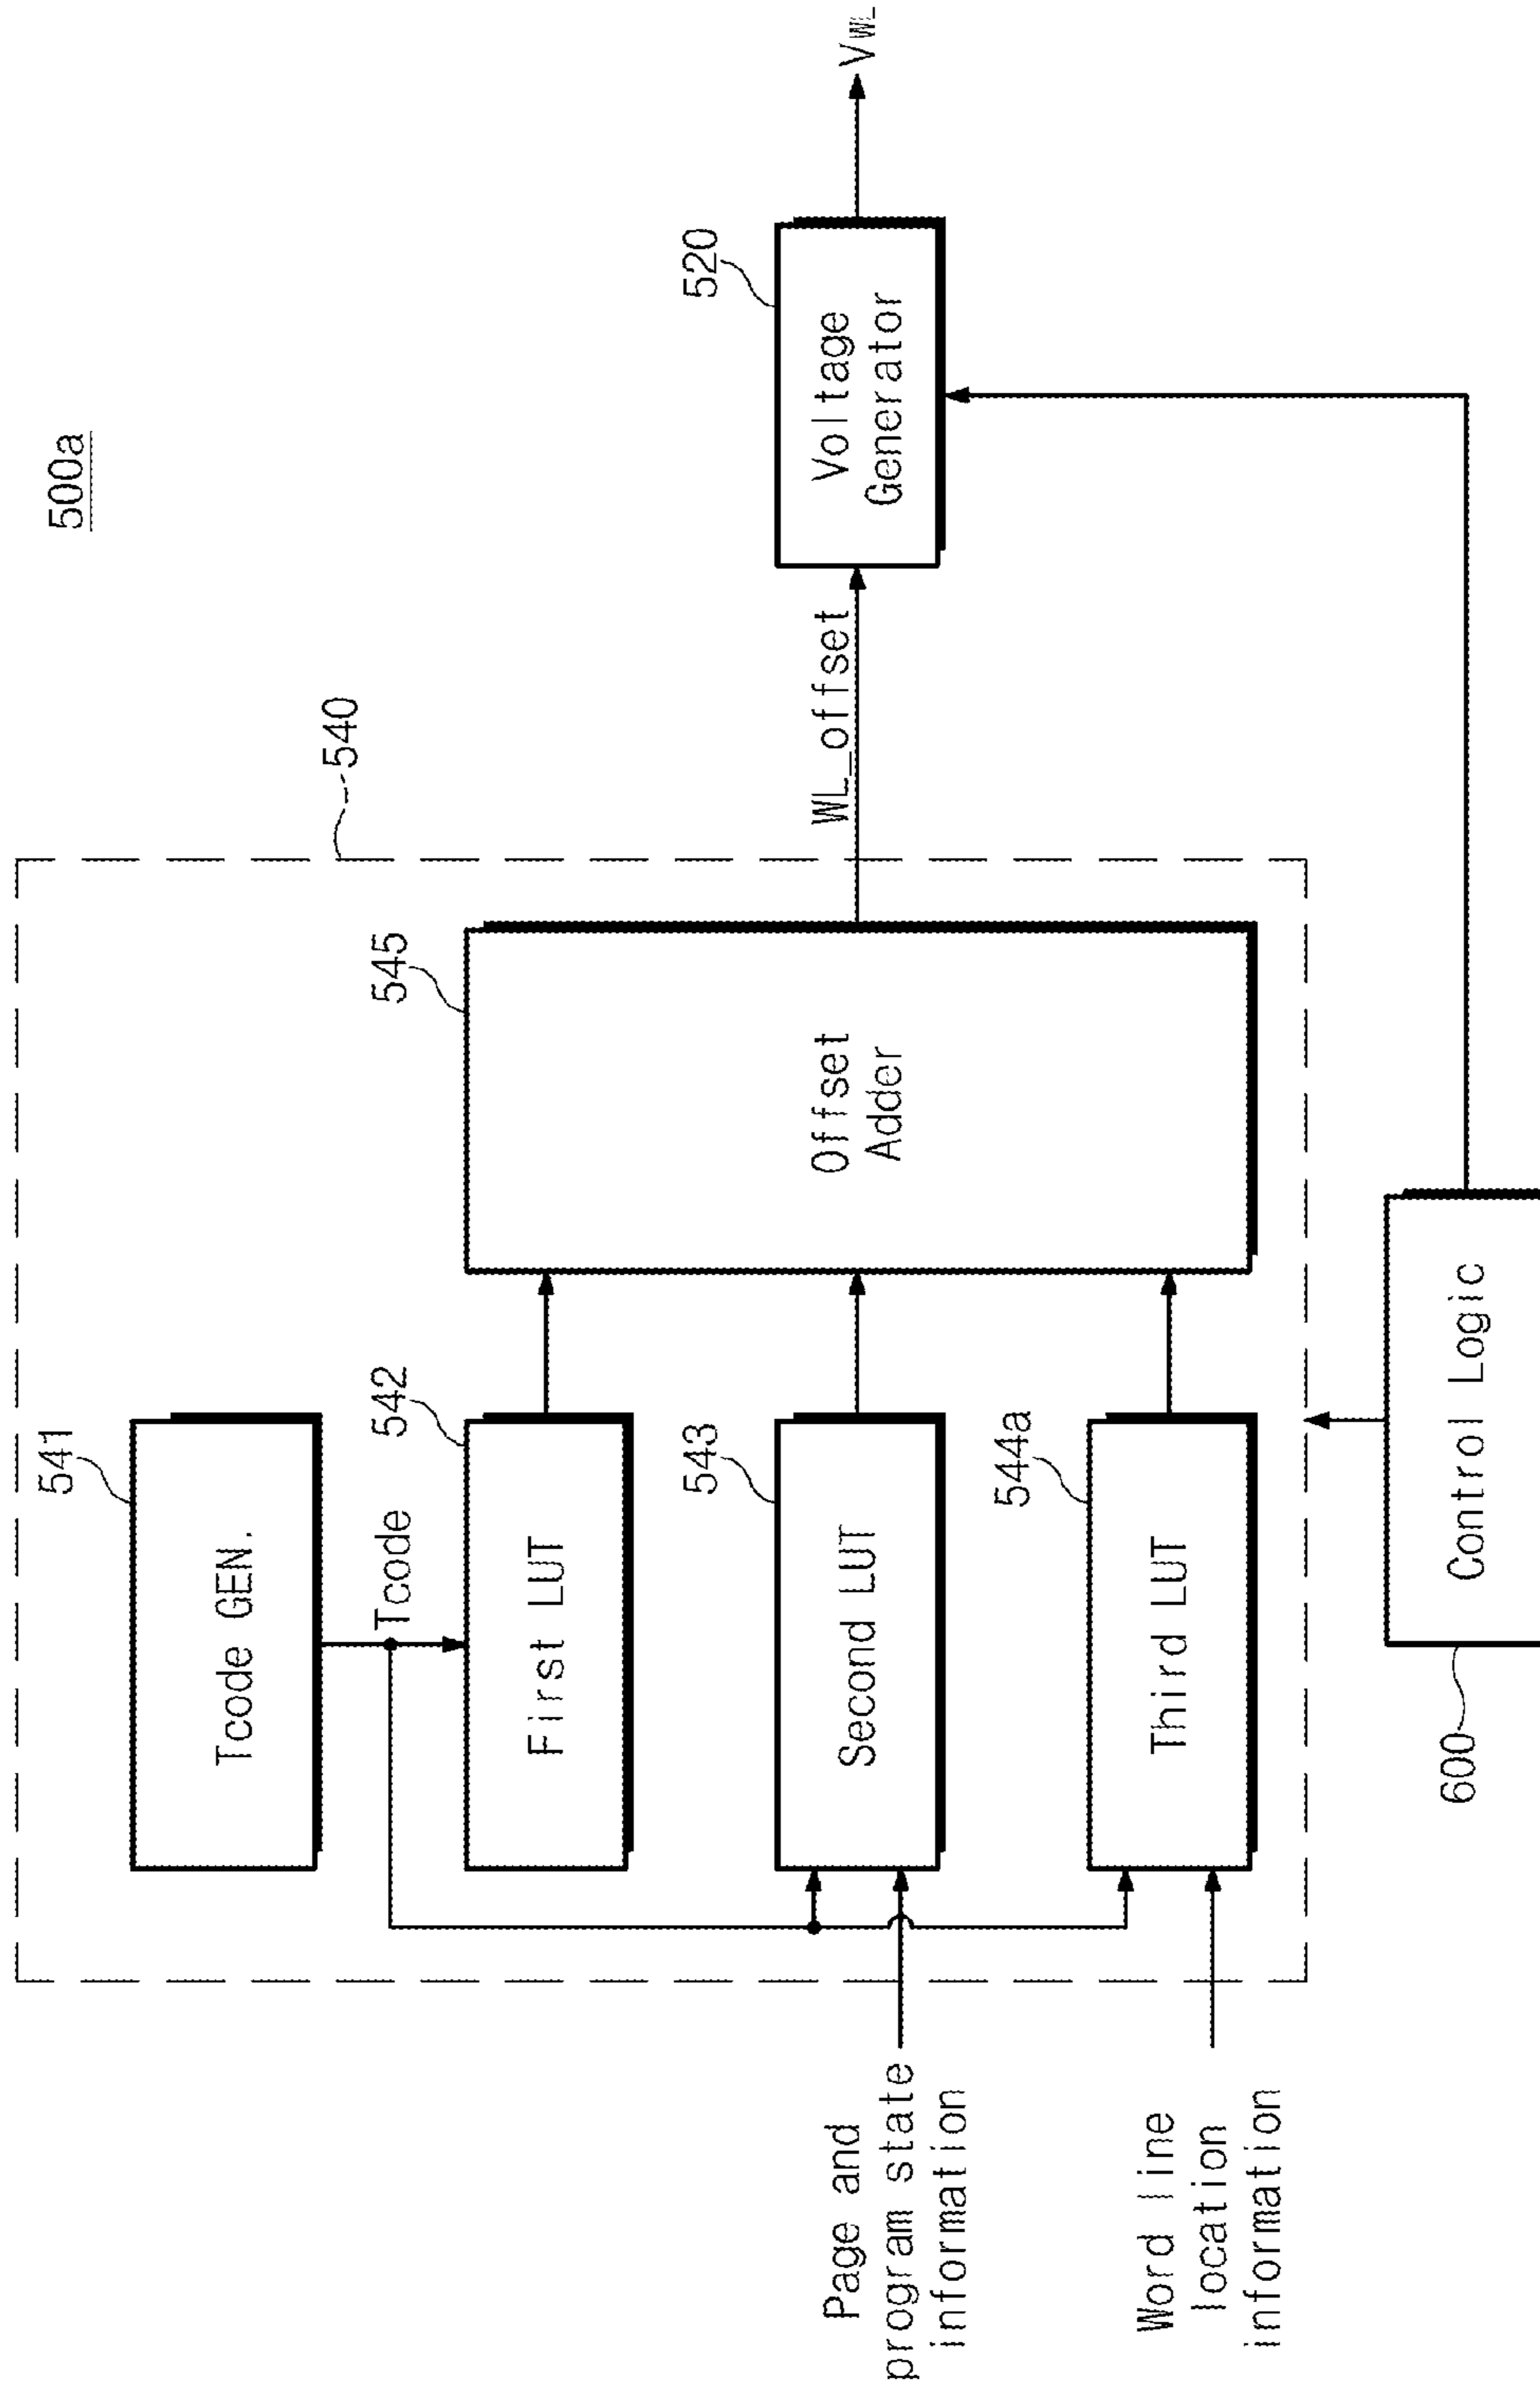 500a
540
541
Tcode GEN.
Tcode
542
First LUT
545
Offset
Adder
WL_offset
520
Voltage
Generator
VWL
Page and
program state
information
543
Second LUT
Word line
location
information
544a
Third LUT
600
Control Logic